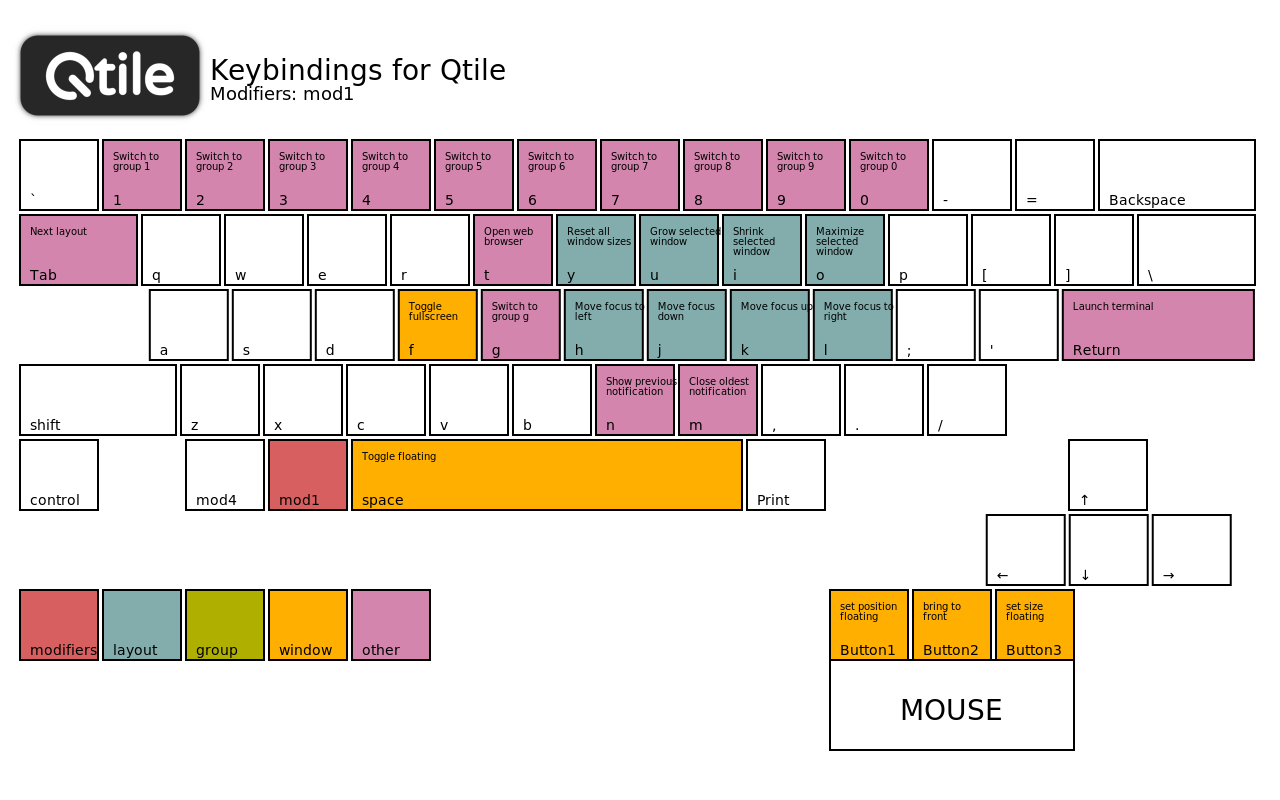 Qtile
Keybindings for Qtile
Modifiers: mod1
`
Switch to
group 1
1
Switch to
group 2
2
Switch to
group 3
3
Switch to
group 4
4
Switch to
group 5
5
Switch to
group 6
6
Switch to
group 7
7
Switch to
group 8
8
Switch to
group 9
9
Switch to
group 0
0
-
=
Backspace
Next layout
Tab
q
w
e
r
Open web
browser
t
Reset all
window sizes
y
Grow selected
window
u
Shrink
selected
window
i
Maximize
selected
window
o
p
[
]
\
a
s
d
Toggle
fullscreen
f
Switch to
group g
g
Move focus to
left
h
Move focus
down
j
Move focus up
k
Move focus to
right
l
;
'
Launch terminal
Return
shift
z
x
c
v
b
Show previous
notification
n
Close oldest
notification
m
,
.
/
control
mod4
mod1
Toggle floating
space
Print
↑
←
↓
→
modifiers
layout
group
window
other
set position
floating
Button1
bring to
front
Button2
set size
floating
Button3
MOUSE